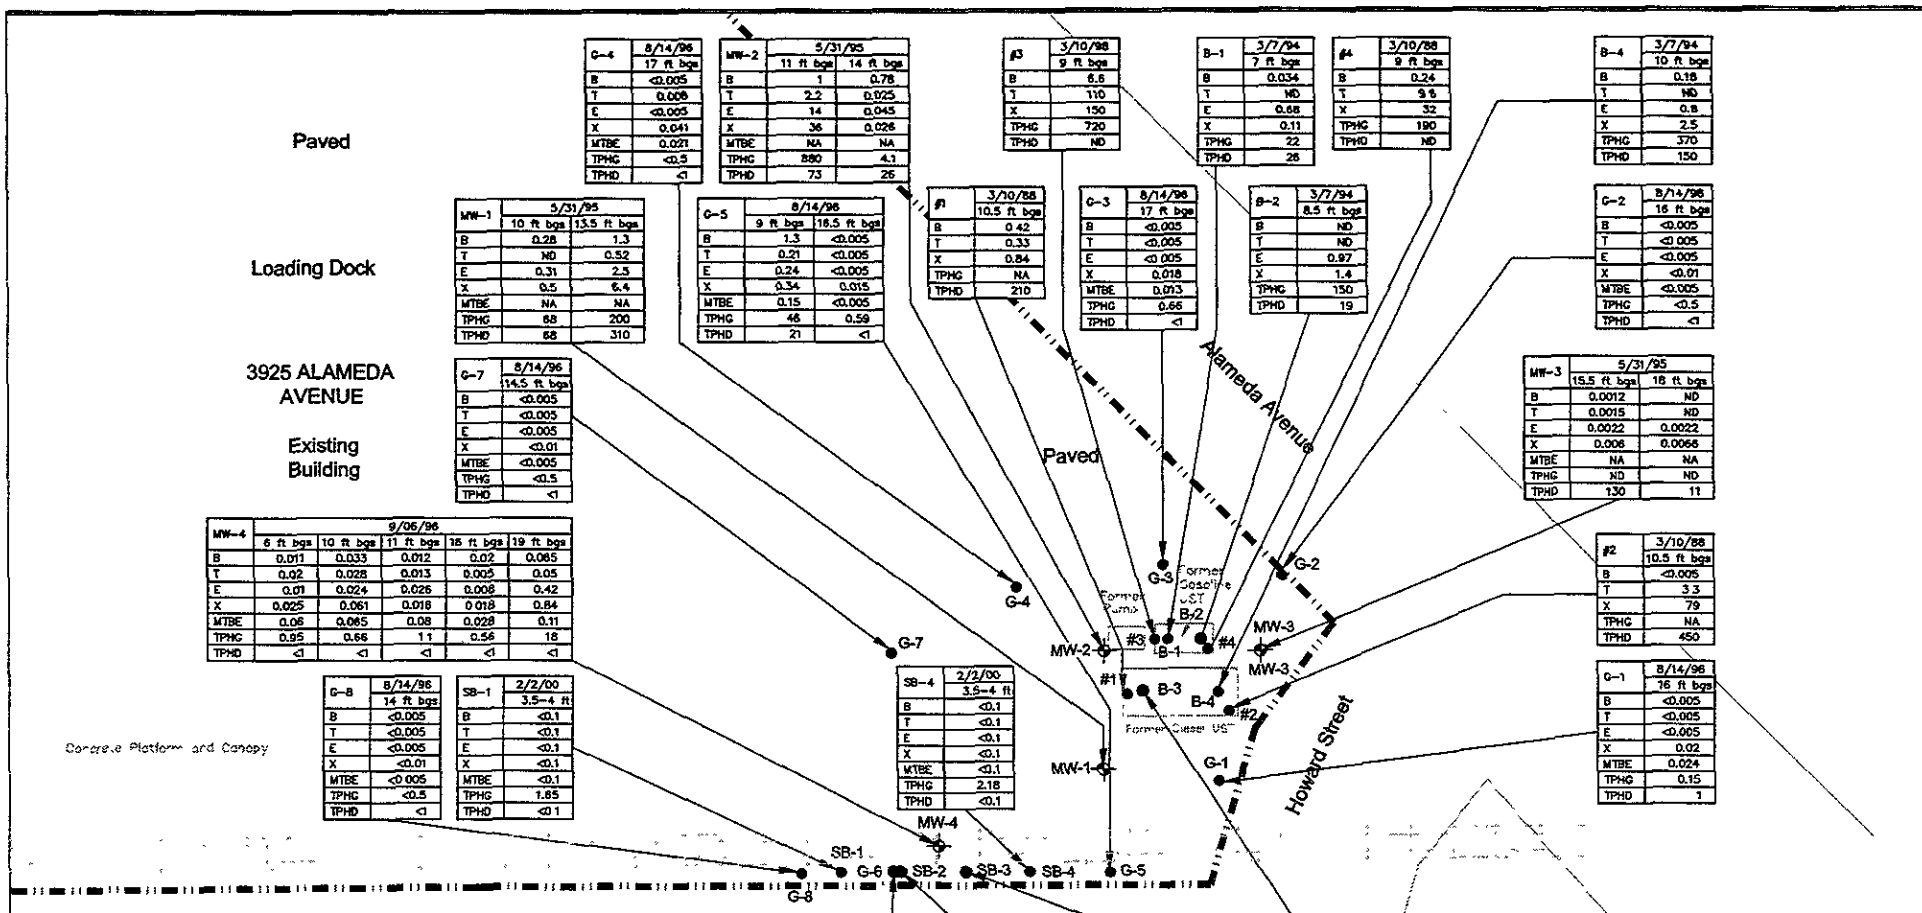 G-4 8/14/96
17 ft bgs
B <0.005
T 0.008
E <0.005
X 0.041
MTBE 0.021
TPHG <0.5
TPHD <1
MW-2 5/31/95
11 ft bgs 14 ft bgs
B 1 0.78
T 2.2 0.025
E 14 0.045
X 36 0.026
MTBE NA NA
TPHG 880 4.1
TPHD 73 26
#3 3/10/98
9 ft bgs
B 6.6
T 110
X 150
TPHG 720
TPHD ND
B-1 3/7/94
7 ft bgs
B 0.034
T ND
E 0.68
X 0.11
TPHG 22
TPHD 26
#4 3/10/88
9 ft bgs
B 0.24
T 9.6
X 32
TPHG 190
TPHD ND
B-4 3/7/94
10 ft bgs
B 0.18
T ND
E 0.8
X 2.5
TPHG 370
TPHD 150
Paved
MW-1 5/31/95
10 ft bgs 13.5 ft bgs
B 0.28 1.3
T ND 0.52
E 0.31 2.5
X 0.5 6.4
MTBE NA NA
TPHG 68 200
TPHD 68 310
G-5 8/14/96
9 ft bgs 16.5 ft bgs
B 1.3 <0.005
T 0.21 <0.005
E 0.24 <0.005
X 0.34 0.015
MTBE 0.15 <0.005
TPHG 46 0.59
TPHD 21 <1
#1 3/10/88
10.5 ft bgs
B 0 42
T 0.33
X 0.84
TPHG NA
TPHD 210
G-3 8/14/96
17 ft bgs
B <0.005
T <0.005
E <0 005
X 0.018
MTBE 0.013
TPHG 0.66
TPHD <1
B-2 3/7/94
8.5 ft bgs
B ND
T ND
E 0.97
X 1.4
TPHG 150
TPHD 19
G-2 8/14/96
16 ft bgs
B <0.005
T <0 005
E <0.005
X <0.01
MTBE <0.005
TPHG <0.5
TPHD <1
Loading Dock
3925 ALAMEDA
AVENUE
Existing
Building
G-7 8/14/96
14.5 ft bgs
B <0.005
T <0.005
E <0.005
X <0.01
MTBE <0.005
TPHG <0.5
TPHD <1
Alameda Avenue
Paved
MW-3 5/31/95
15.5 ft bgs 18 ft bgs
B 0.0012 ND
T 0.0015 ND
E 0.0022 0.0022
X 0.006 0.0066
MTBE NA NA
TPHG ND ND
TPHD 130 11
MW-4 9/06/96
6 ft bgs 10 ft bgs 11 ft bgs 15 ft bgs 19 ft bgs
B 0.011 0.033 0.012 0.02 0.065
T 0.02 0.028 0.013 0.005 0.05
E 0.01 0.024 0.026 0.008 0.42
X 0.025 0.061 0.018 0 018 0.84
MTBE 0.06 0.065 0.08 0.028 0.11
TPHG 0.95 0.66 1 1 0.56 18
TPHD <1 <1 <1 <1 <1
#2 3/10/88
10.5 ft bgs
B <0.005
T 3 3
X 79
TPHG NA
TPHD 450
G-2
G-3
G-4
Former
Gasoline
UST
Former
Pump
B-2
#3
B-1
#4
MW-2
MW-3
MW-3
G-7
#1
B-3
B-4
#2
Former Diesel UST
G-8 8/14/96
14 ft bgs
B <0.005
T <0.005
E <0.005
X <0.01
MTBE <0 005
TPHG <0.5
TPHD <1
SB-1 2/2/00
3.5-4 ft
B <0.1
T <0.1
E <0.1
X <0.1
MTBE <0.1
TPHG 1.65
TPHD <0 1
SB-4 2/2/00
3.5-4 ft
B <0.1
T <0.1
E <0.1
X <0.1
MTBE <0.1
TPHG 2.18
TPHD <0.1
G-1 8/14/96
16 ft bgs
B <0.005
T <0.005
E <0.005
X 0.02
MTBE 0.024
TPHG 0.15
TPHD 1
Concrete Platform and Canopy
MW-1
G-1
Howard Street
MW-4
SB-1
G-6
SB-2
SB-3
SB-4
G-5
G-8